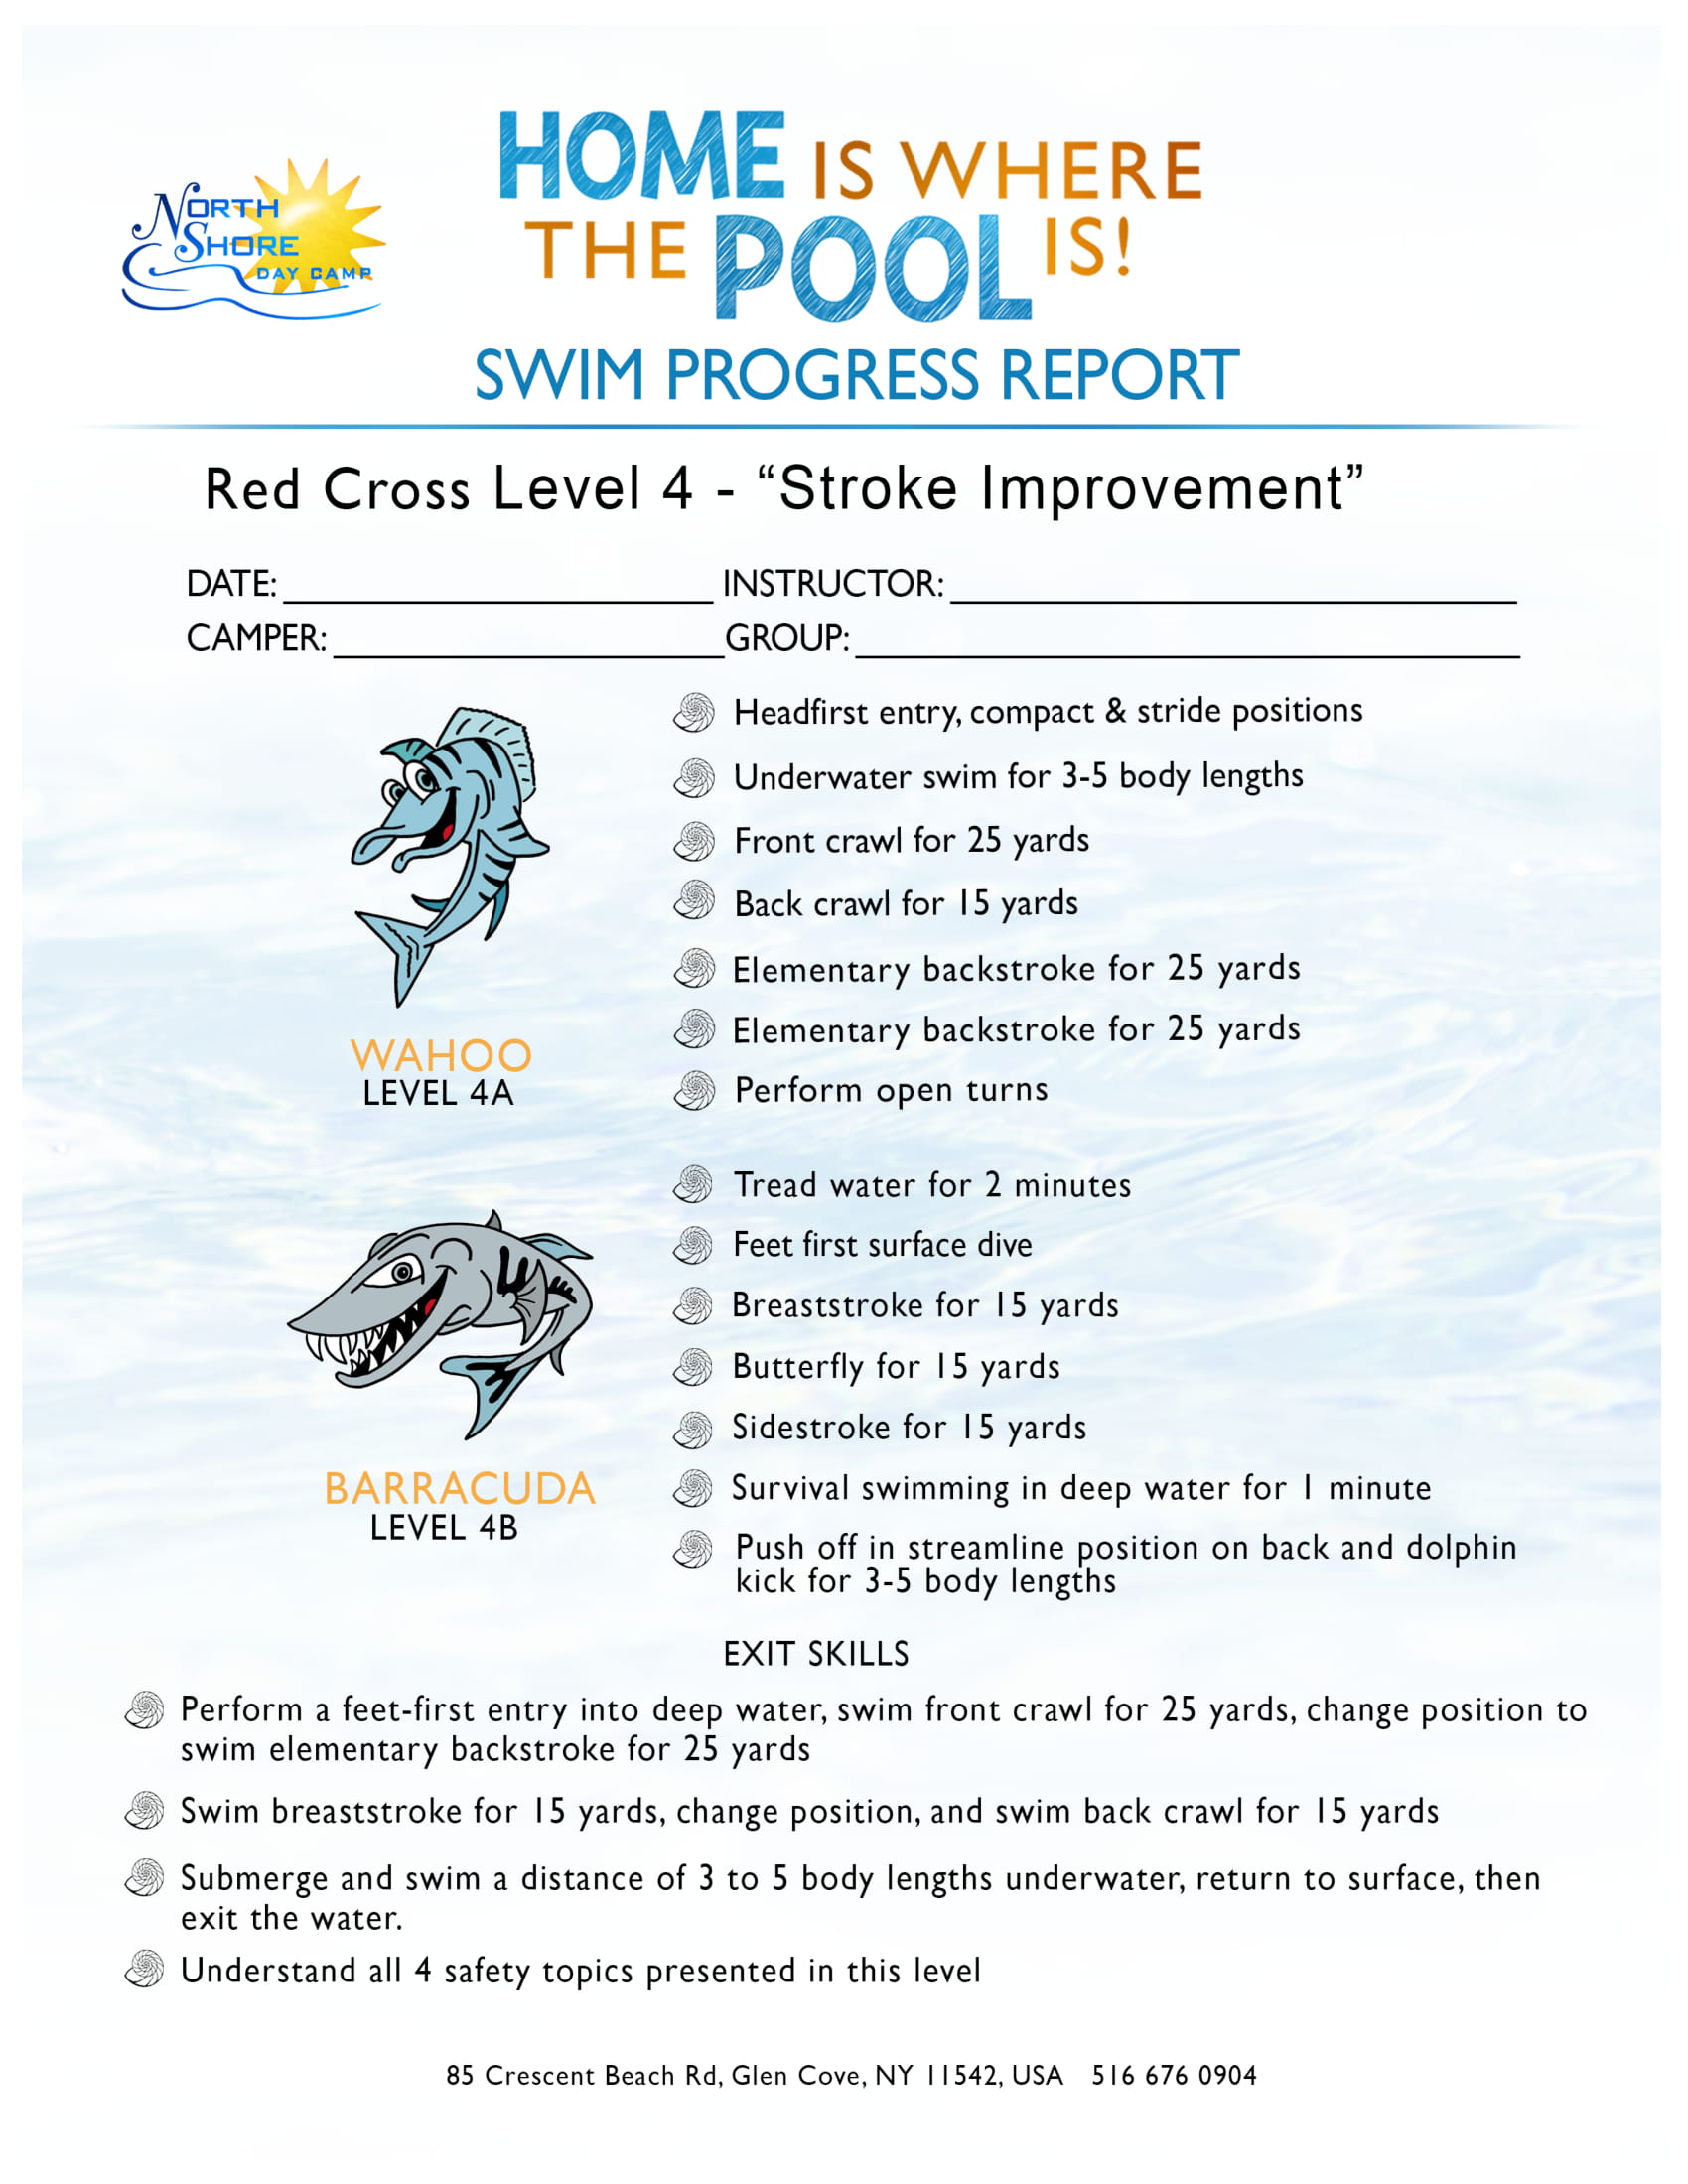 NORTH
SHORE
DAY CAMP
HOME IS WHERE
THE POOL IS!
SWIM PROGRESS REPORT
Red Cross Level 4 - “Stroke Improvement”
DATE: INSTRUCTOR:
CAMPER: GROUP:
Headfirst entry, compact & stride positions
Underwater swim for 3-5 body lengths
Front crawl for 25 yards
Back crawl for 15 yards
Elementary backstroke for 25 yards
Elementary backstroke for 25 yards
Perform open turns
WAHOO
LEVEL 4A
Tread water for 2 minutes
Feet first surface dive
Breaststroke for 15 yards
Butterfly for 15 yards
Sidestroke for 15 yards
Survival swimming in deep water for 1 minute
Push off in streamline position on back and dolphin
kick for 3-5 body lengths
BARRACUDA
LEVEL 4B
EXIT SKILLS
Perform a feet-first entry into deep water, swim front crawl for 25 yards, change position to
swim elementary backstroke for 25 yards
Swim breaststroke for 15 yards, change position, and swim back crawl for 15 yards
Submerge and swim a distance of 3 to 5 body lengths underwater, return to surface, then
exit the water.
Understand all 4 safety topics presented in this level
85 Crescent Beach Rd, Glen Cove, NY 11542, USA 516 676 0904